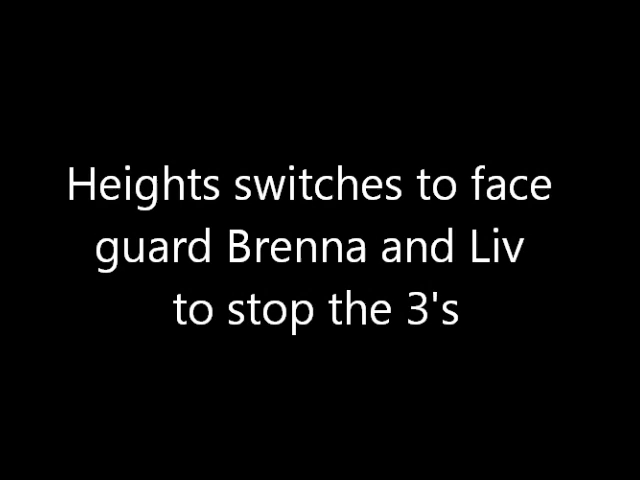 Heights switches to face
guard Brenna and Liv
to stop the 3's